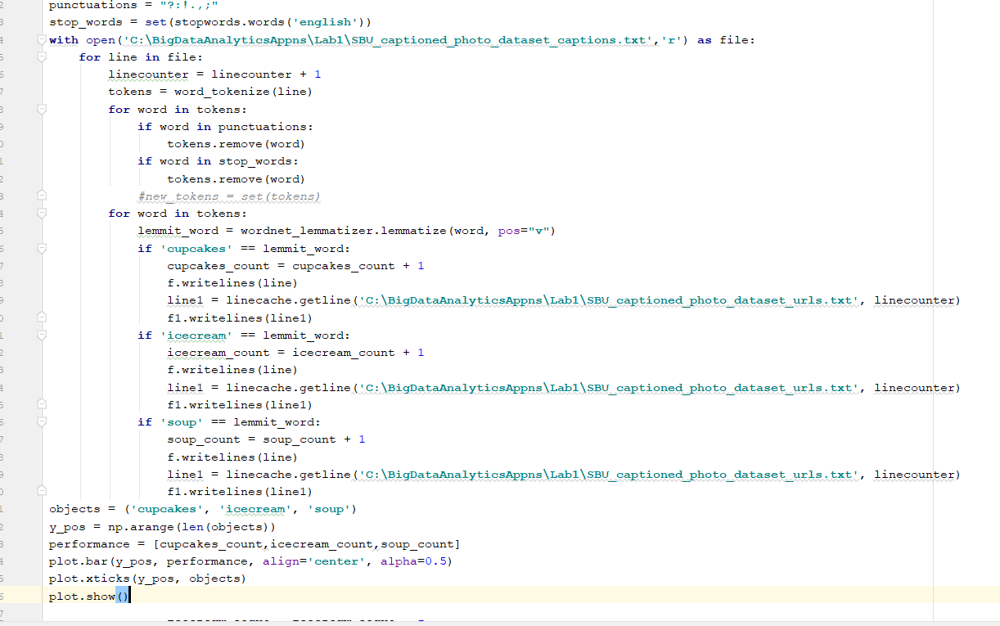 punctuations = "?:!.,;"
stop_words = set(stopwords.words('english'))
with open('C:\BigDataAnalyticsAppns\Lab1\SBU_captioned_photo_dataset_captions.txt','r') as file:
    for line in file:
        linecounter = linecounter + 1
        tokens = word_tokenize(line)
        for word in tokens:
            if word in punctuations:
                tokens.remove(word)
            if word in stop_words:
                tokens.remove(word)
            #new_tokens = set(tokens)
        for word in tokens:
            lemmit_word = wordnet_lemmatizer.lemmatize(word, pos="v")
            if 'cupcakes' == lemmit_word:
                cupcakes_count = cupcakes_count + 1
                f.writelines(line)
                line1 = linecache.getline('C:\BigDataAnalyticsAppns\Lab1\SBU_captioned_photo_dataset_urls.txt', linecounter)
                f1.writelines(line1)
            if 'icecream' == lemmit_word:
                icecream_count = icecream_count + 1
                f.writelines(line)
                line1 = linecache.getline('C:\BigDataAnalyticsAppns\Lab1\SBU_captioned_photo_dataset_urls.txt', linecounter)
                f1.writelines(line1)
            if 'soup' == lemmit_word:
                soup_count = soup_count + 1
                f.writelines(line)
                line1 = linecache.getline('C:\BigDataAnalyticsAppns\Lab1\SBU_captioned_photo_dataset_urls.txt', linecounter)
                f1.writelines(line1)
objects = ('cupcakes', 'icecream', 'soup')
y_pos = np.arange(len(objects))
performance = [cupcakes_count,icecream_count,soup_count]
plot.bar(y_pos, performance, align='center', alpha=0.5)
plot.xticks(y_pos, objects)
plot.show()